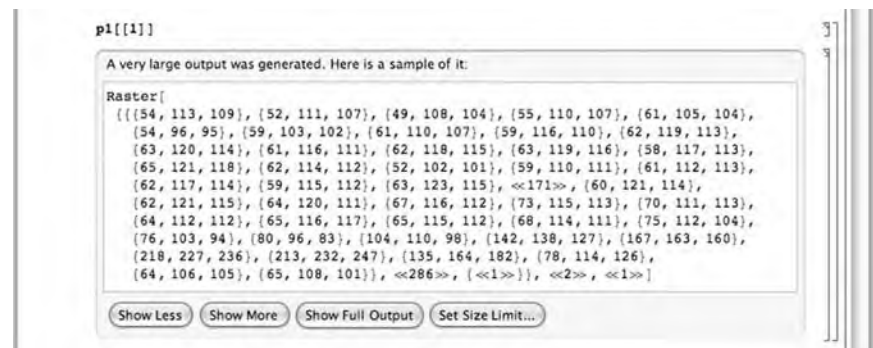 p1[[1]]
A very large output was generated. Here is a sample of it:
Raster[
{{{54, 113, 109}, {52, 111, 107}, {49, 108, 104}, {55, 110, 107}, {61, 105, 104},
{54, 96, 95}, {59, 103, 102}, {61, 110, 107}, {59, 116, 110}, {62, 119, 113},
{63, 120, 114}, {61, 116, 111}, {62, 118, 115}, {63, 119, 116}, {58, 117, 113},
{65, 121, 118}, {62, 114, 112}, {52, 102, 101}, {59, 110, 111}, {61, 112, 113},
{62, 117, 114}, {59, 115, 112}, {63, 123, 115}, ≪171≫, {60, 121, 114},
{62, 121, 115}, {64, 120, 111}, {67, 116, 112}, {73, 115, 113}, {70, 111, 113},
{64, 112, 112}, {65, 116, 117}, {65, 115, 112}, {68, 114, 111}, {75, 112, 104},
{76, 103, 94}, {80, 96, 83}, {104, 110, 98}, {142, 138, 127}, {167, 163, 160},
{218, 227, 236}, {213, 232, 247}, {135, 164, 182}, {78, 114, 126},
{64, 106, 105}, {65, 108, 101}}, ≪286≫, {≪1≫}}, ≪2≫, ≪1≫]
Show Less Show More Show Full Output Set Size Limit...